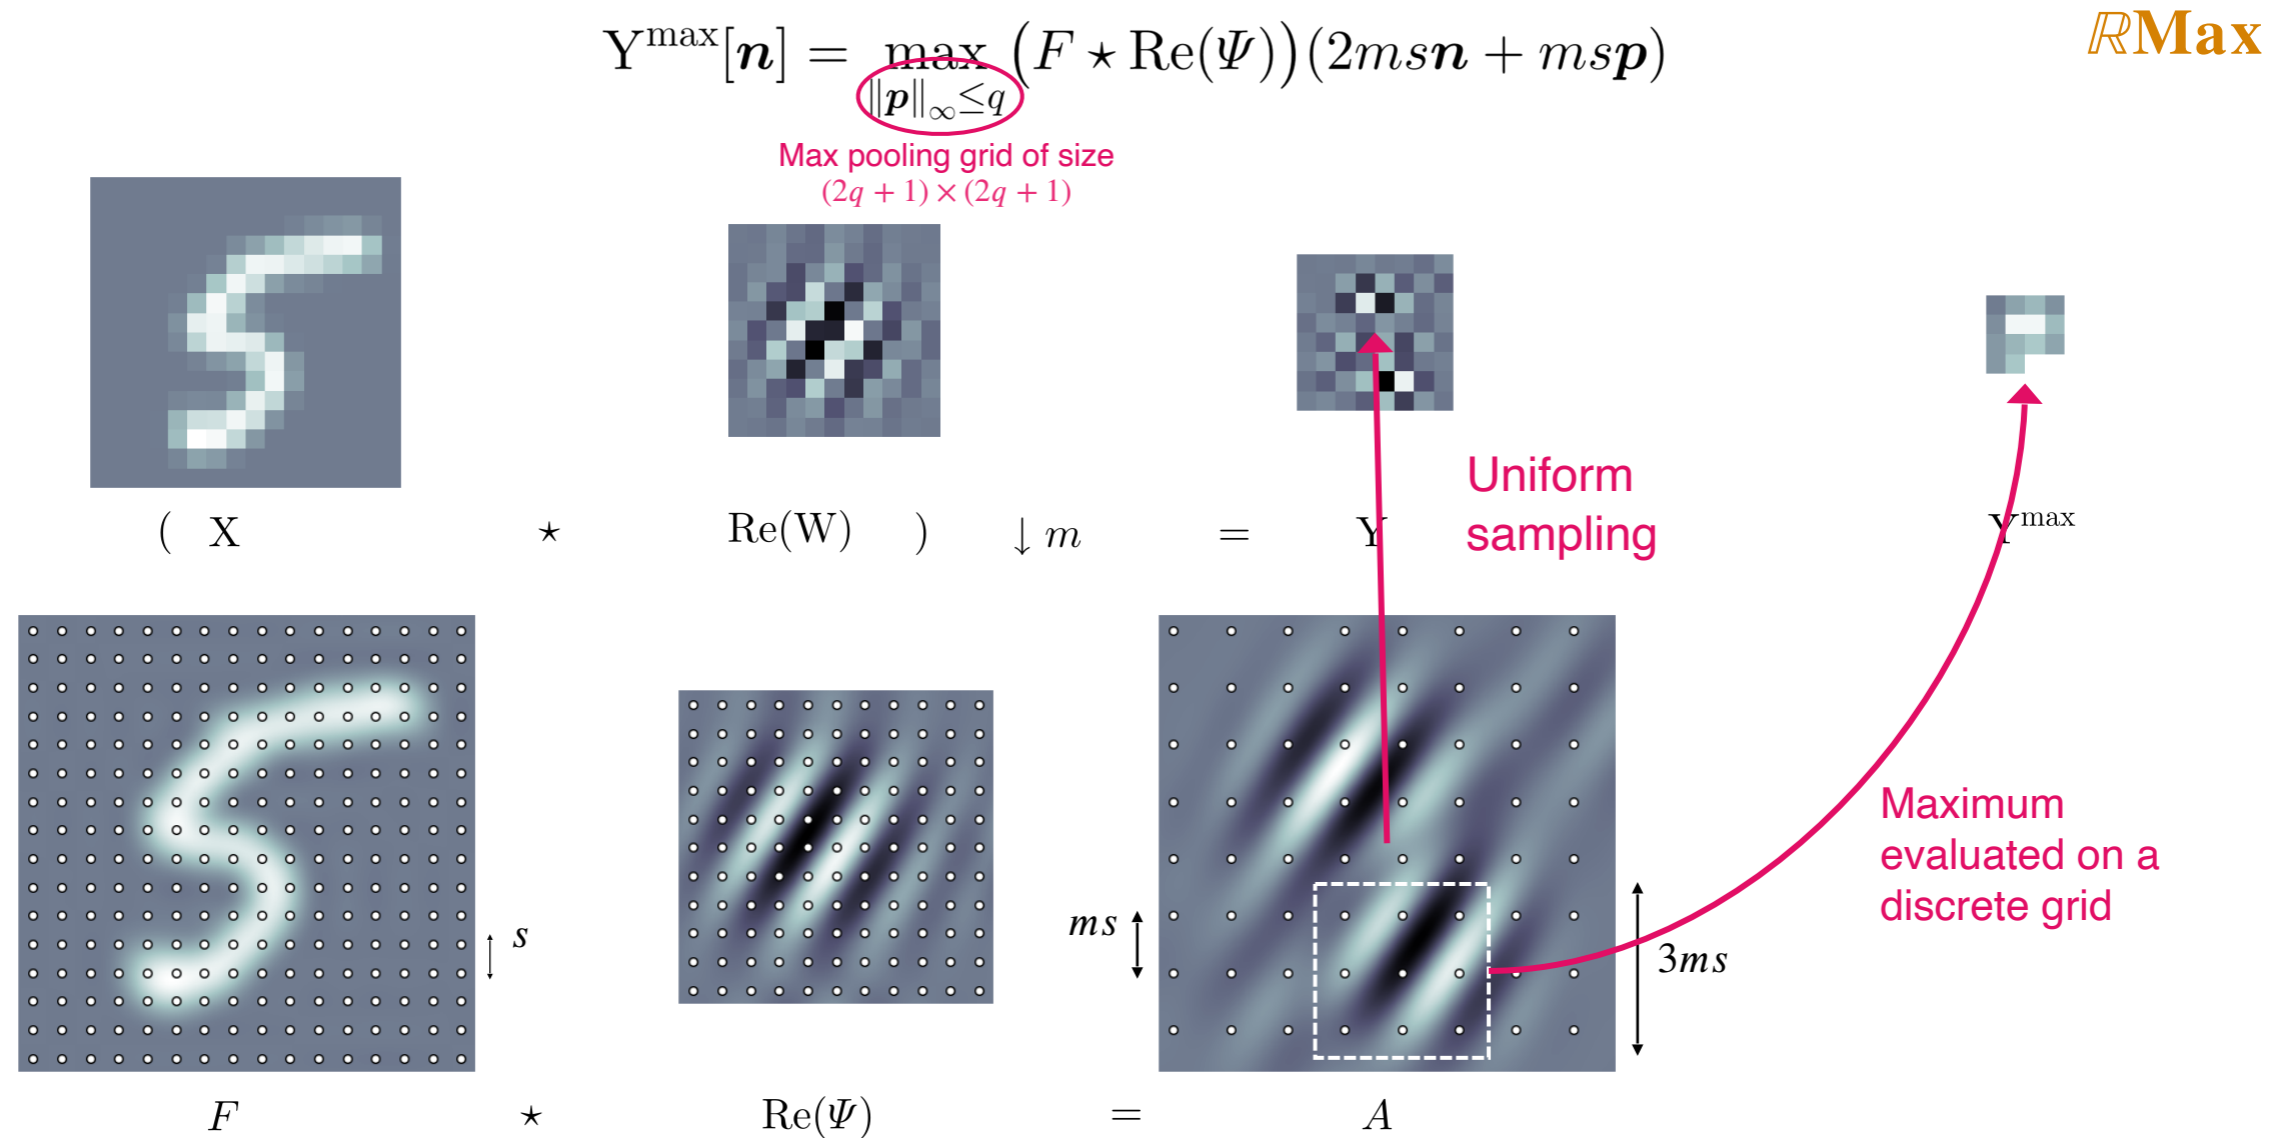 Y^max[n] = max_{‖p‖_∞≤q} (F ⋆ Re(Ψ))(2msn + msp)
ℝMax
Max pooling grid of size
(2q + 1) × (2q + 1)
Uniform
sampling
( X ⋆ Re(W) ) ↓ m = Y Y^max
Maximum
evaluated on a
discrete grid
s
ms
3ms
F ⋆ Re(Ψ) = A